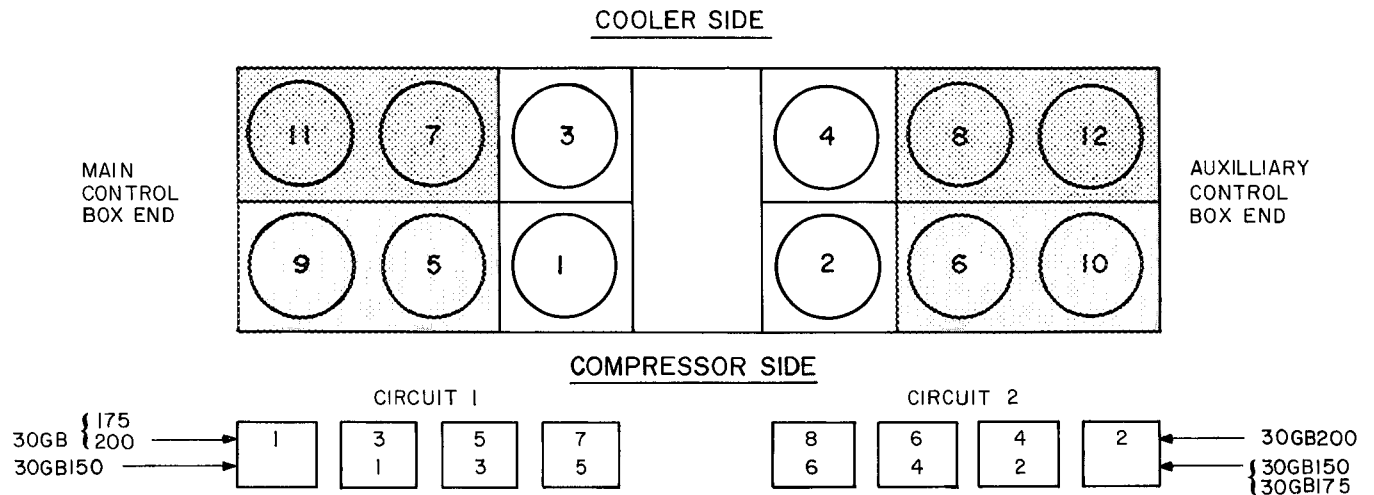 COOLER SIDE
11 7 3 4 8 12
MAIN
CONTROL
BOX END
AUXILLIARY
CONTROL
BOX END
9 5 1 2 6 10
COMPRESSOR SIDE
CIRCUIT 1 CIRCUIT 2
30GB { 175
200
1 3 5 7 8 6 4 2
30GB200
30GB150
1 3 5 6 4 2
{ 30GB150
30GB175